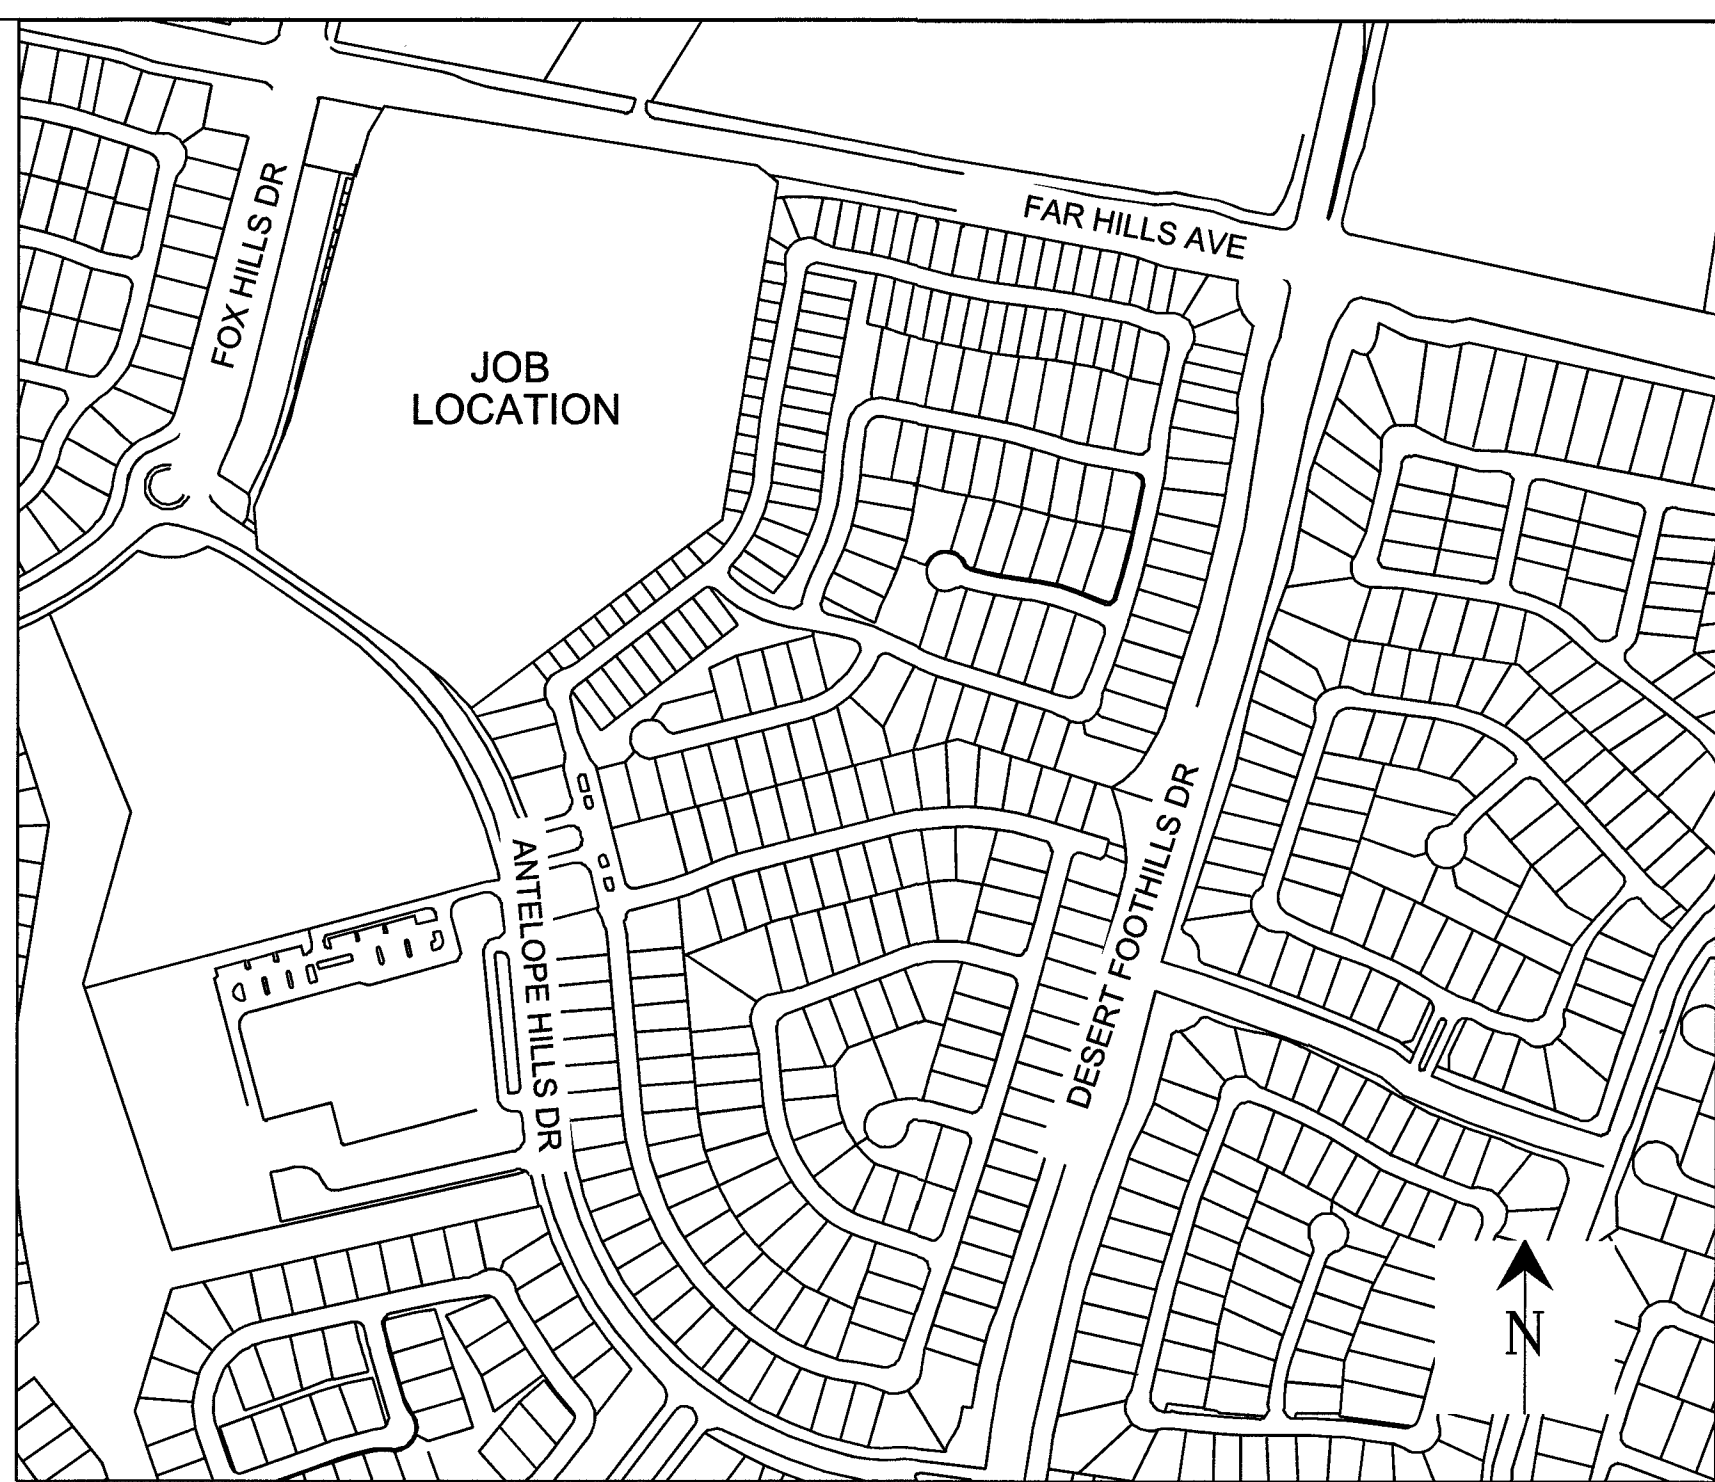 FAR HILLS AVE
FOX HILLS DR
JOB
LOCATION
ANTELOPE HILLS DR
DESERT FOOTHILLS DR
N